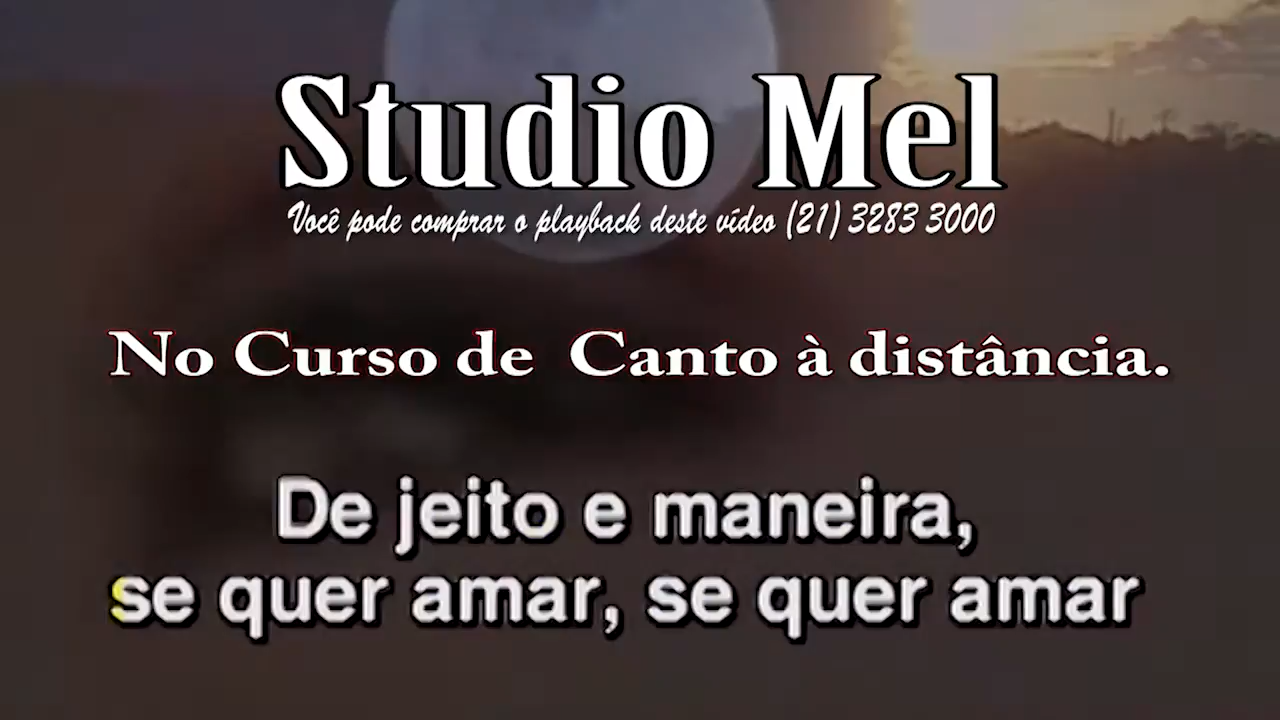 Studio Mel
Você pode comprar o playback deste vídeo (21) 3283 3000
No Curso de Canto à distância.
De jeito e maneira,
se quer amar, se quer amar